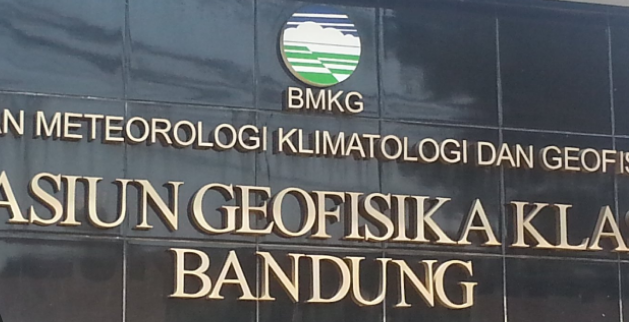 BMKG
AN METEOROLOGI KLIMATOLOGI DAN GEOFIS
ASIUN GEOFISIKA KLAS
BANDUNG